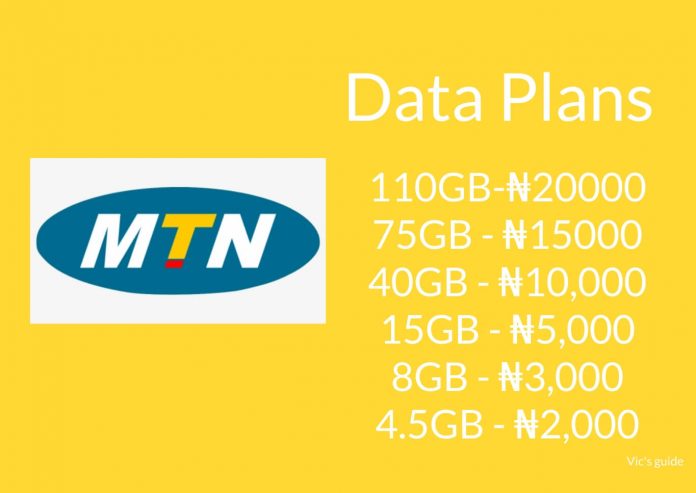 Data Plans
MTN
110GB-₦20000
75GB - ₦15000
40GB - ₦10,000
15GB - ₦5,000
8GB - ₦3,000
4.5GB - ₦2,000
Vic's guide